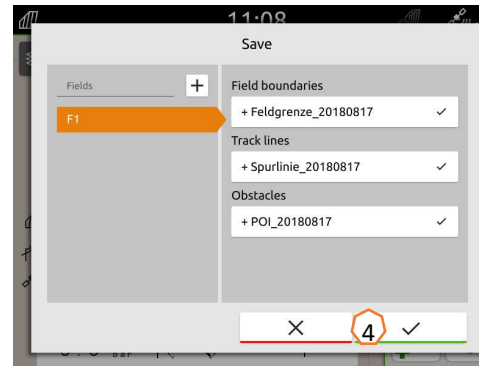 11:08
Save
Fields
+
F1
Field boundaries
+ Feldgrenze_20180817
Track lines
+ Spurlinie_20180817
Obstacles
+ POI_20180817
4